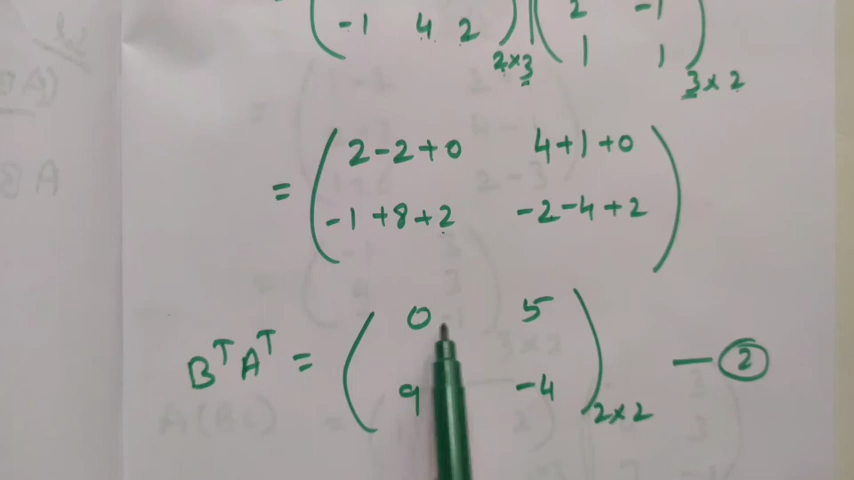 -1 4 2) (2 -1
2×3 1 1) 3×2
= (2-2+0 4+1+0
-1+8+2 -2-4+2)
BᵀAᵀ = (0 5
9 -4) 2×2 — ②